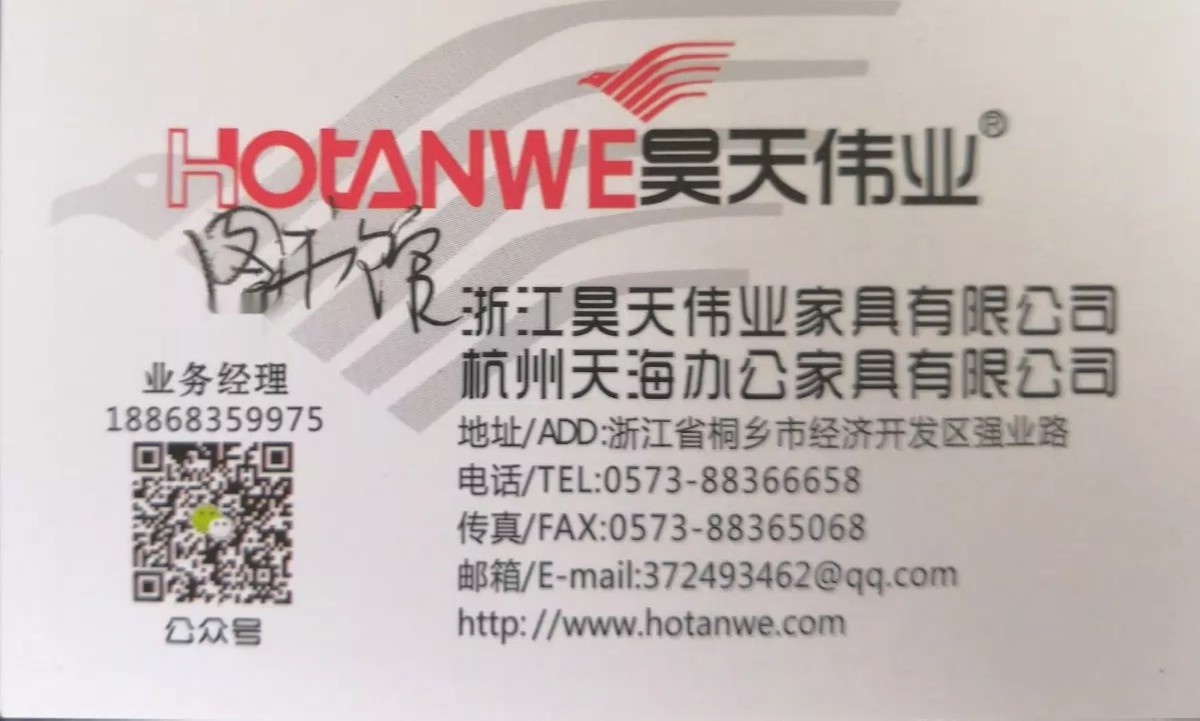 HOtANWE昊天伟业®
图书馆
浙江昊天伟业家具有限公司
杭州天海办公家具有限公司
业务经理
18868359975
公众号
地址/ADD:浙江省桐乡市经济开发区强业路
电话/TEL:0573-88366658
传真/FAX:0573-88365068
邮箱/E-mail:372493462@qq.com
http://www.hotanwe.com